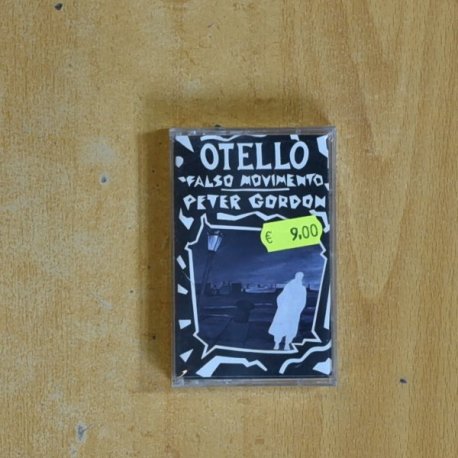 OTELLO
FALSO MOVIMENTO
PETER GORDON
€ 9,00